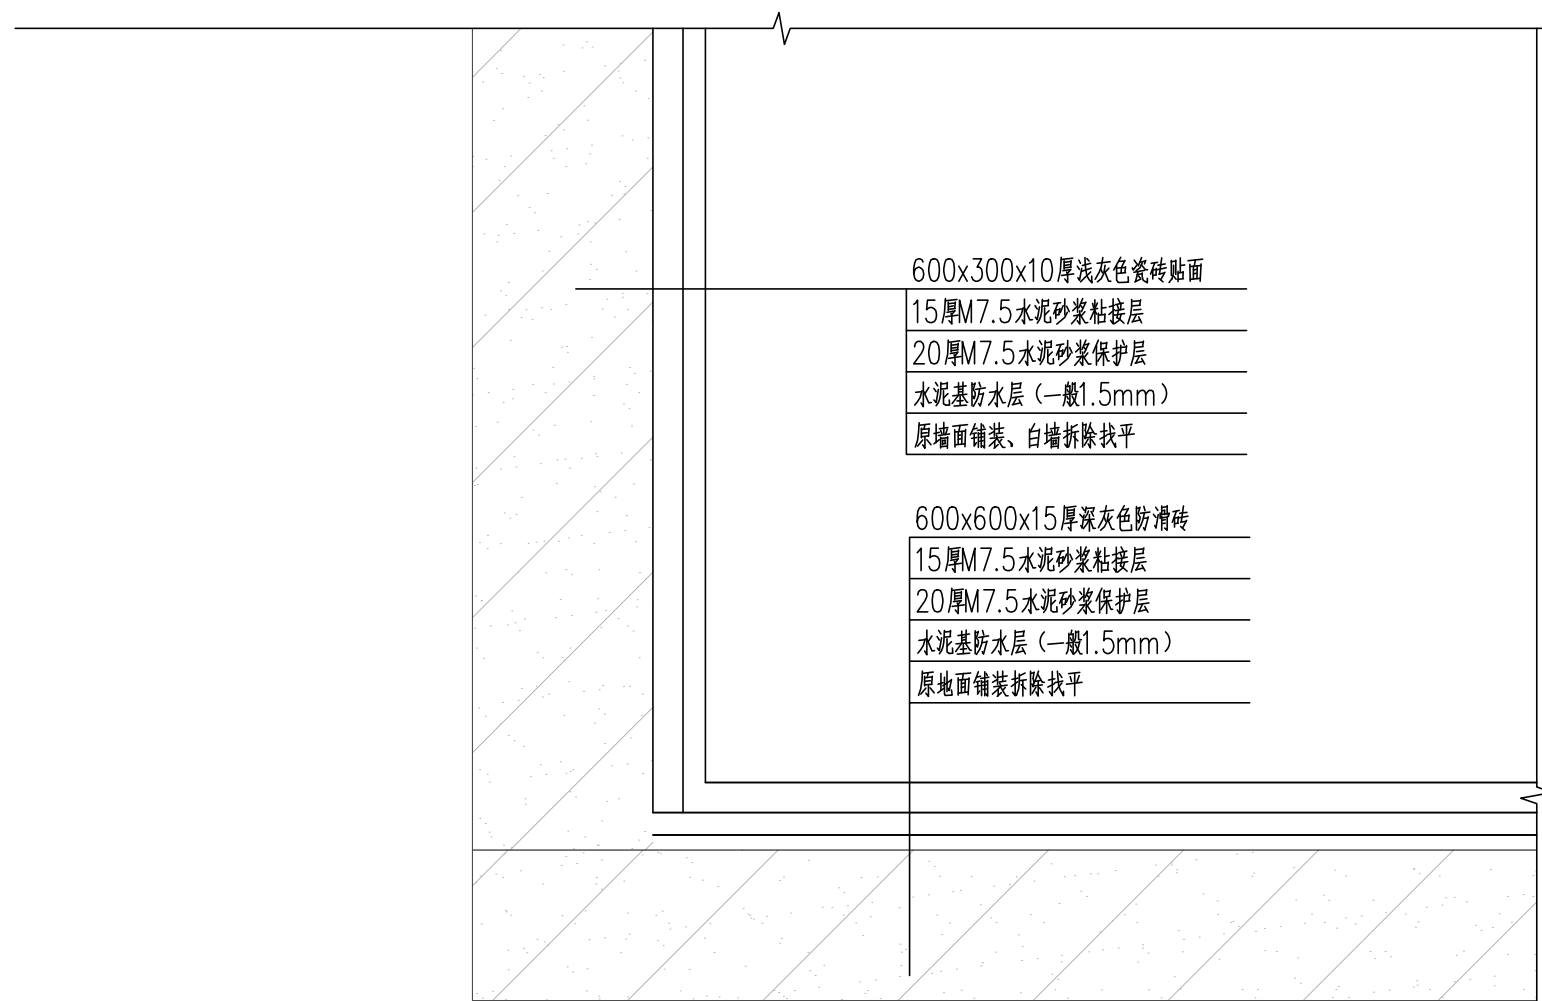 600x300x10厚浅灰色瓷砖贴面
15厚M7.5水泥砂浆粘接层
20厚M7.5水泥砂浆保护层
水泥基防水层（一般1.5mm）
原墙面铺装、白墙拆除找平
600x600x15厚深灰色防滑砖
15厚M7.5水泥砂浆粘接层
20厚M7.5水泥砂浆保护层
水泥基防水层（一般1.5mm）
原地面铺装拆除找平